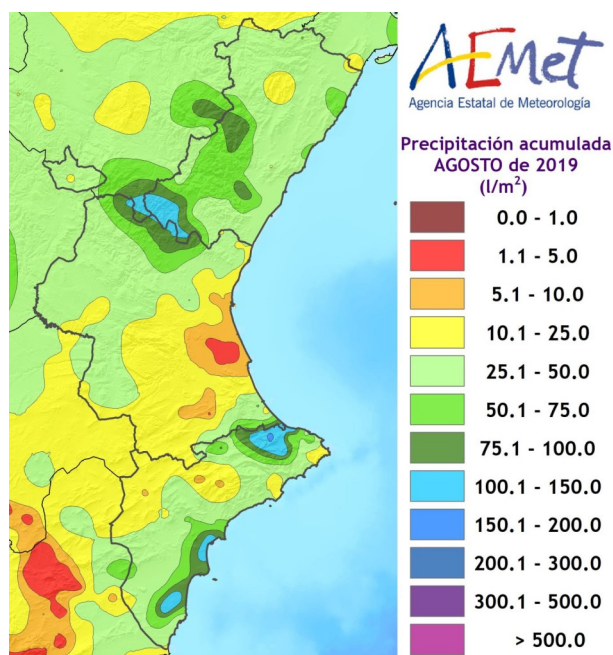 AEmet
Agencia Estatal de Meteorología
Precipitación acumulada
AGOSTO de 2019
(l/m²)
0.0 - 1.0
1.1 - 5.0
5.1 - 10.0
10.1 - 25.0
25.1 - 50.0
50.1 - 75.0
75.1 - 100.0
100.1 - 150.0
150.1 - 200.0
200.1 - 300.0
300.1 - 500.0
> 500.0